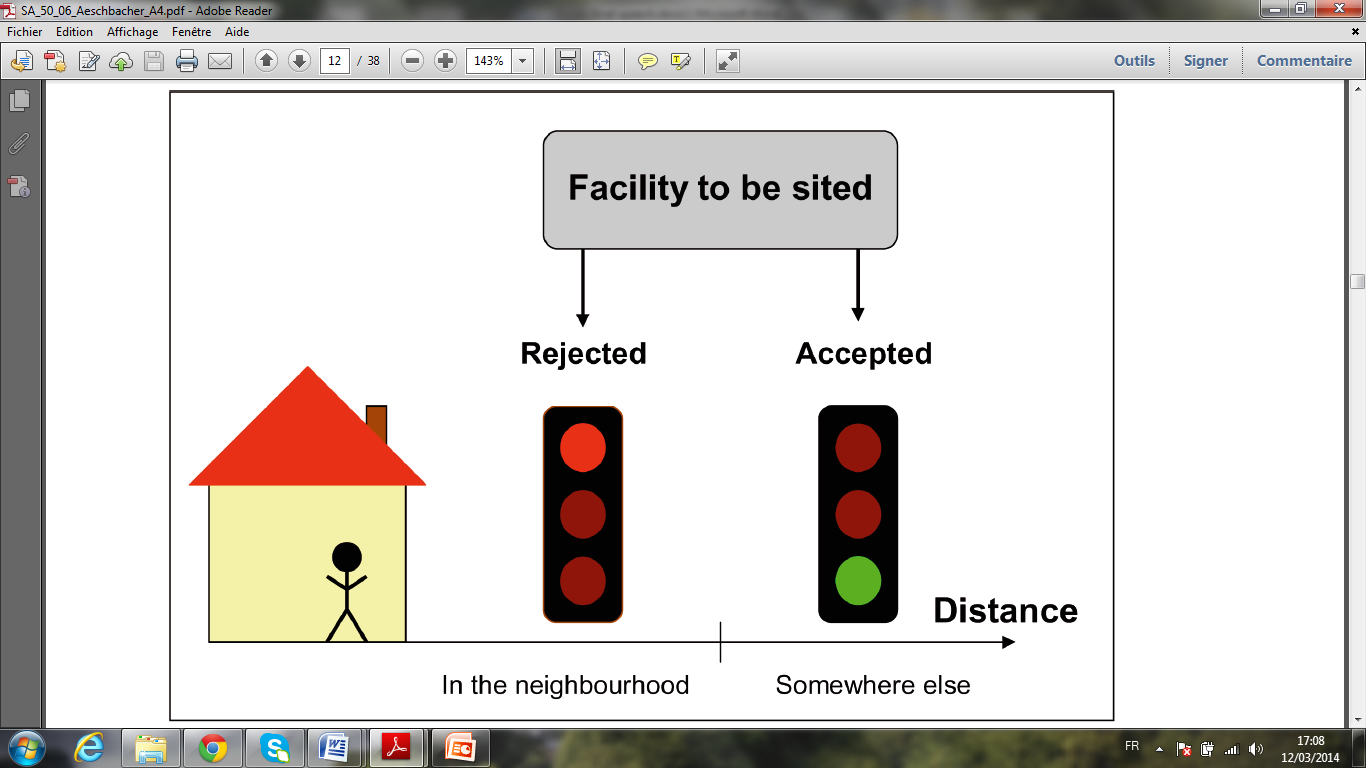 SA_50_06_Aeschbacher_A4.pdf - Adobe Reader
Fichier Edition Affichage Fenêtre Aide
12 / 38 143% Outils Signer Commentaire
Facility to be sited
Rejected Accepted
Distance
In the neighbourhood Somewhere else
FR 17:08
12/03/2014